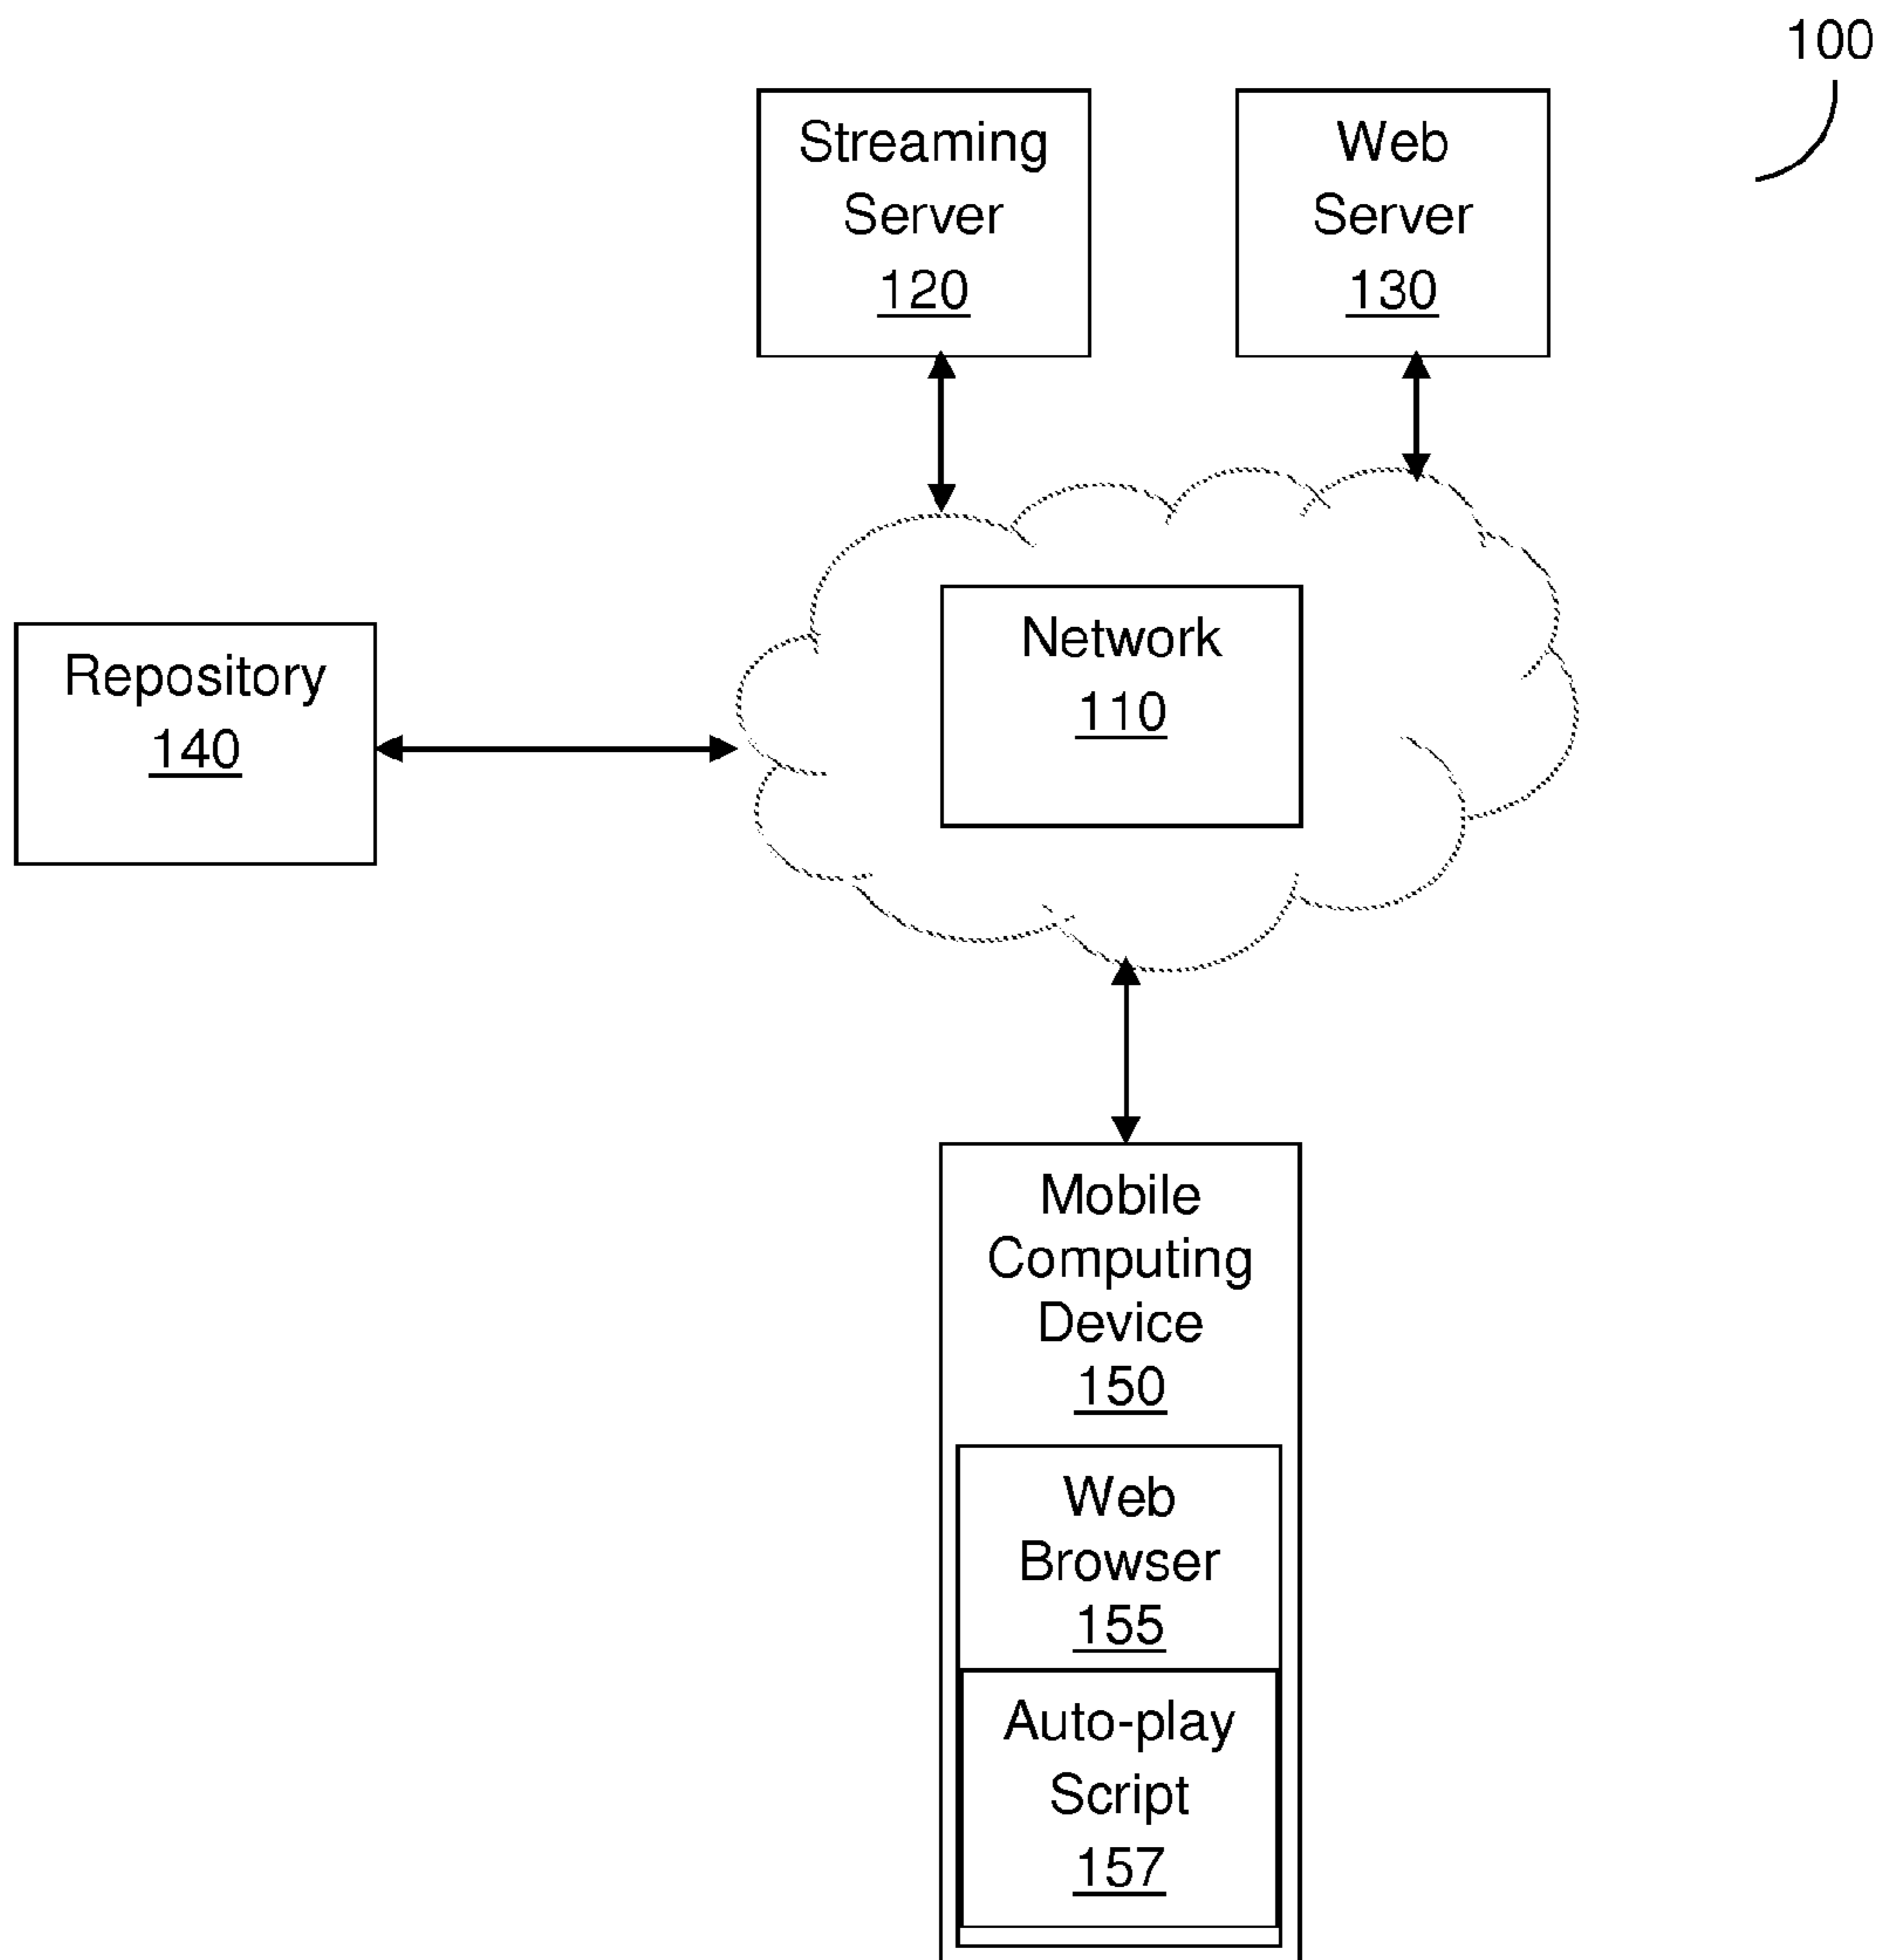 100
Streaming
Server
120
Web
Server
130
Network
110
Repository
140
Mobile
Computing
Device
150
Web
Browser
155
Auto-play
Script
157